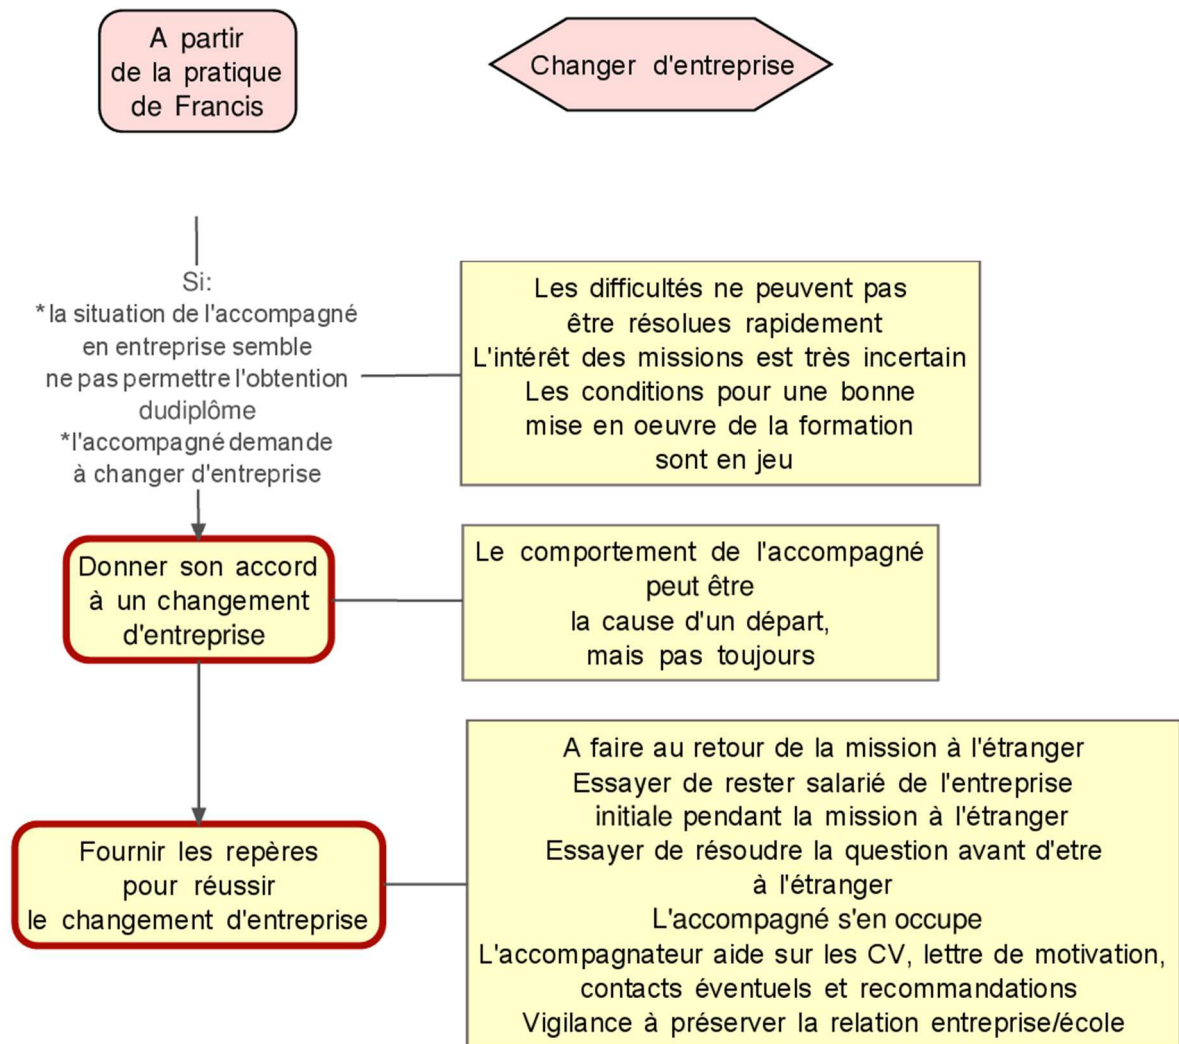 A partir
de la pratique
de Francis
Changer d'entreprise
Si:
*la situation de l'accompagné
en entreprise semble
ne pas permettre l'obtention
dudiplôme
*l'accompagné demande
à changer d'entreprise
Les difficultés ne peuvent pas
être résolues rapidement
L'intérêt des missions est très incertain
Les conditions pour une bonne
mise en oeuvre de la formation
sont en jeu
Donner son accord
à un changement
d'entreprise
Le comportement de l'accompagné
peut être
la cause d'un départ,
mais pas toujours
Fournir les repères
pour réussir
le changement d'entreprise
A faire au retour de la mission à l'étranger
Essayer de rester salarié de l'entreprise
initiale pendant la mission à l'étranger
Essayer de résoudre la question avant d'etre
à l'étranger
L'accompagné s'en occupe
L'accompagnateur aide sur les CV, lettre de motivation,
contacts éventuels et recommandations
Vigilance à préserver la relation entreprise/école